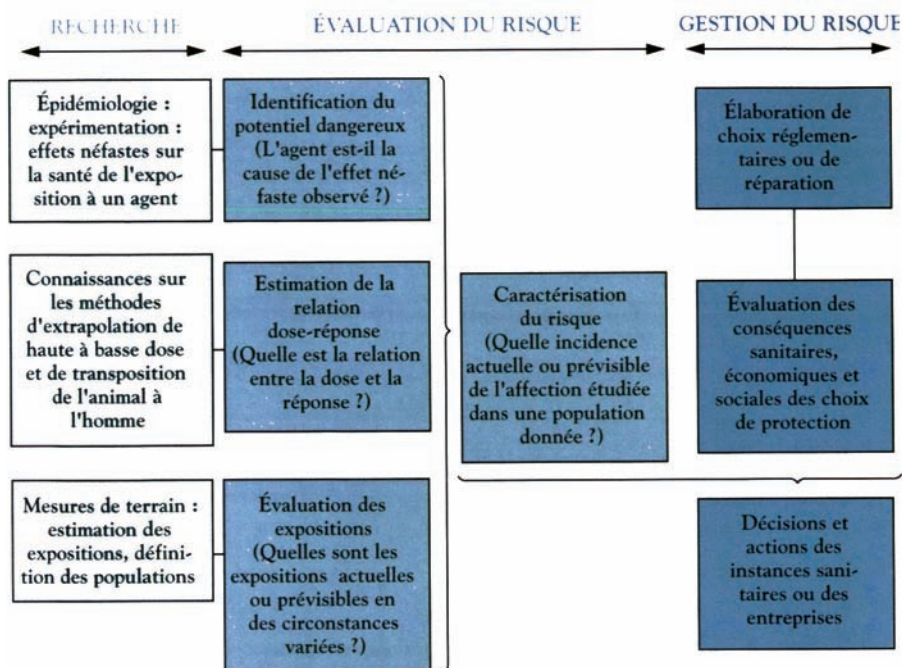 RECHERCHE
ÉVALUATION DU RISQUE
GESTION DU RISQUE
Épidémiologie :
expérimentation :
effets néfastes sur
la santé de l'expo-
sition à un agent
Identification du
potentiel dangereux
(L'agent est-il la
cause de l'effet né-
faste observé ?)
Élaboration de
choix réglemen-
taires ou de
réparation
Connaissances sur
les méthodes
d'extrapolation de
haute à basse dose
et de transposition
de l'animal à
l'homme
Estimation de la
relation
dose-réponse
(Quelle est la relation
entre la dose et la
réponse ?)
Caractérisation
du risque
(Quelle incidence
actuelle ou prévisible
de l'affection étudiée
dans une population
donnée ?)
Évaluation des
conséquences
sanitaires,
économiques et
sociales des choix
de protection
Mesures de terrain :
estimation des
expositions, défini-
tion des populations
Évaluation des
expositions
(Quelles sont les
expositions actuelles
ou prévisibles en
des circonstances
variées ?)
Décisions et
actions des
instances sani-
taires ou des
entreprises